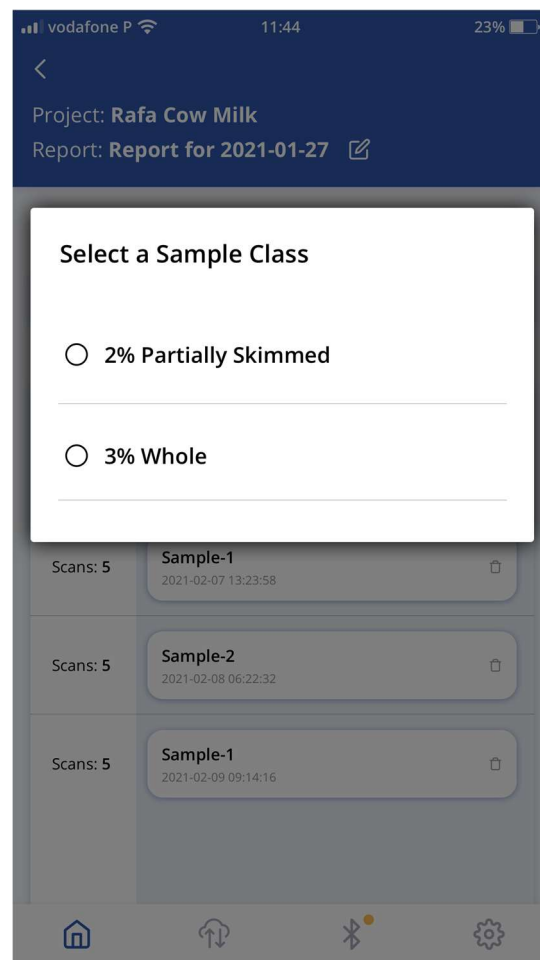 vodafone P
11:44
23%
Project: Rafa Cow Milk
Report: Report for 2021-01-27
Select a Sample Class
2% Partially Skimmed
3% Whole
Scans: 5
Sample-1
2021-02-07 13:23:58
Scans: 5
Sample-2
2021-02-08 06:22:32
Scans: 5
Sample-1
2021-02-09 09:14:16